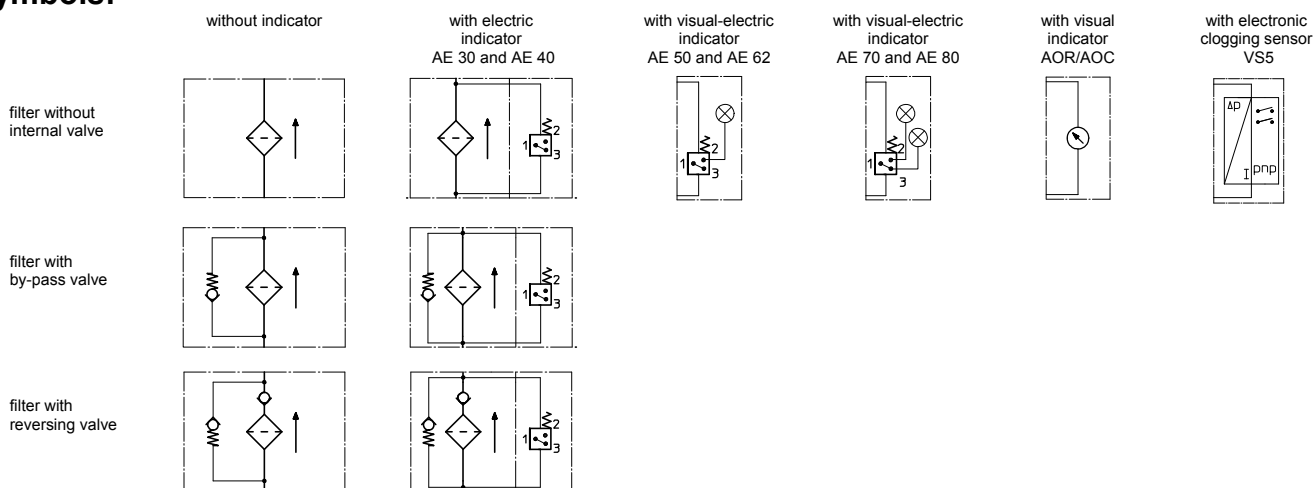 without indicator
with electric
indicator
AE 30 and AE 40
with visual-electric
indicator
AE 50 and AE 62
with visual-electric
indicator
AE 70 and AE 80
with visual
indicator
AOR/AOC
with electronic
clogging sensor
VS5
filter without
internal valve
1
2
3
1
2
3
1
2
3
Δp
I
pnp
filter with
by-pass valve
1
2
3
filter with
reversing valve
1
2
3